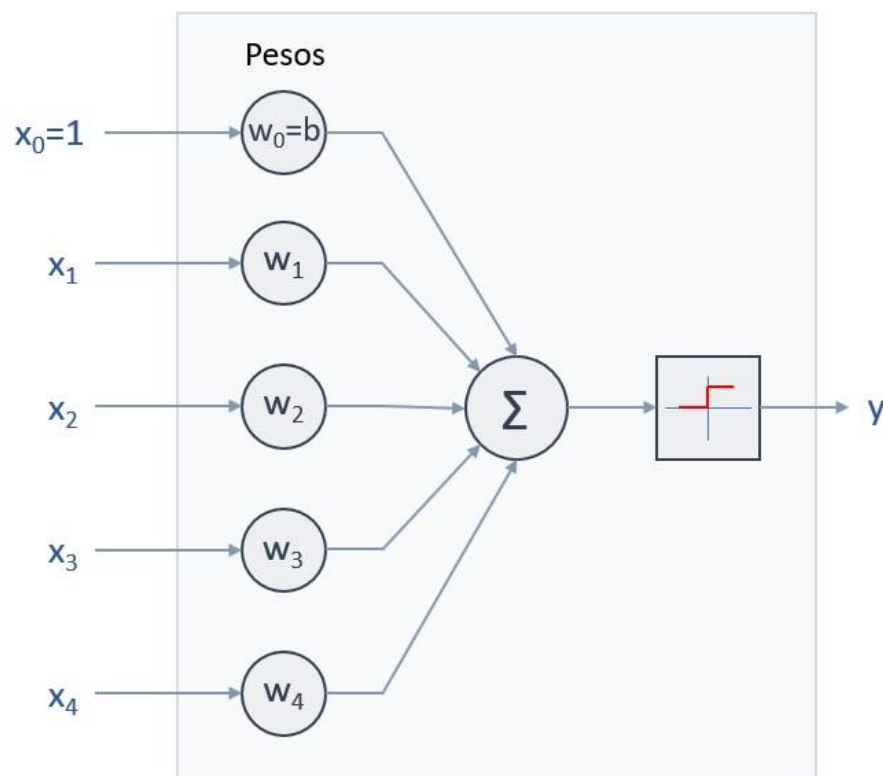 Pesos
x₀=1
w₀=b
x₁
w₁
x₂
w₂
Σ
y
x₃
w₃
x₄
w₄